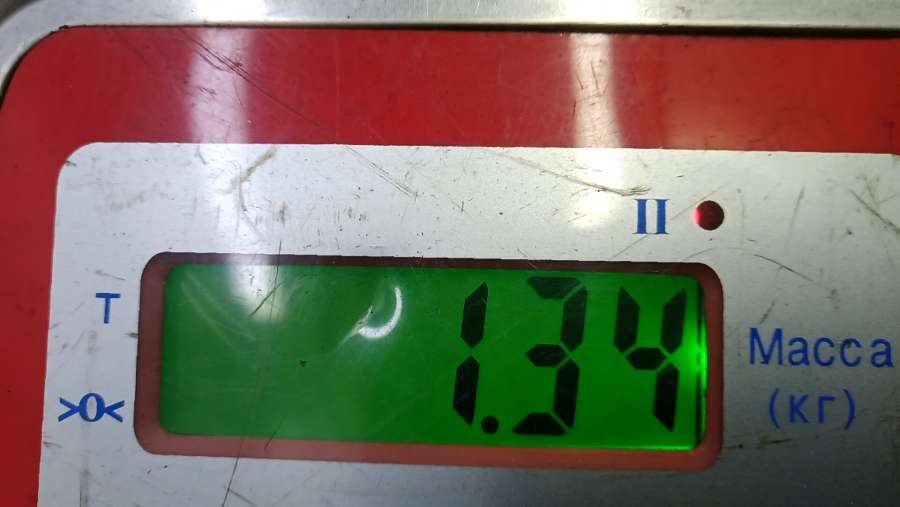 II
T
1.34
Масса
>0<
(кг)